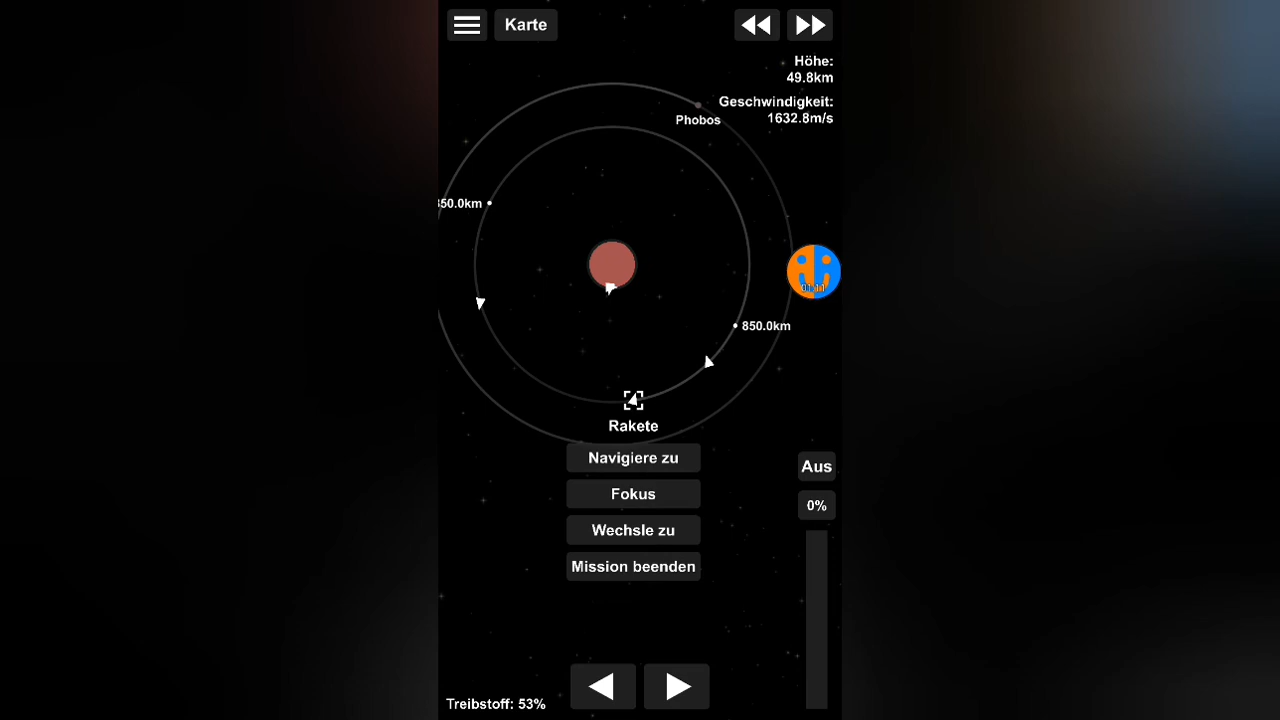 Karte
Höhe:
49.8km
Geschwindigkeit:
1632.8m/s
Phobos
850.0km
850.0km
Rakete
Navigiere zu
Fokus
Wechsle zu
Mission beenden
Aus
0%
Treibstoff: 53%